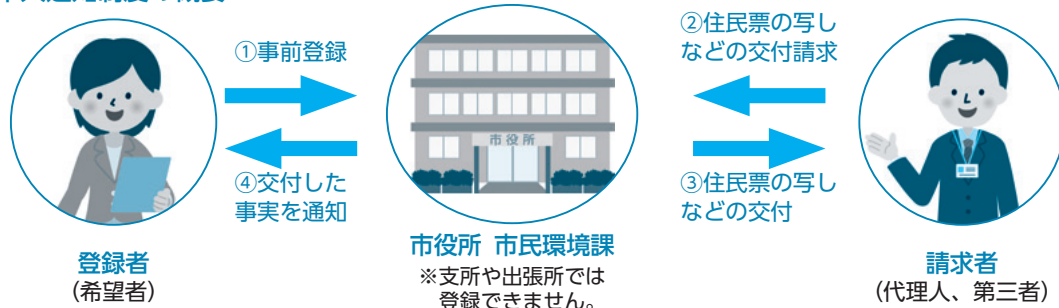 ①事前登録
②住民票の写し
などの交付請求
市役所
④交付した
事実を通知
③住民票の写し
などの交付
登録者
(希望者)
市役所 市民環境課
※支所や出張所では
登録できません。
請求者
(代理人、第三者)